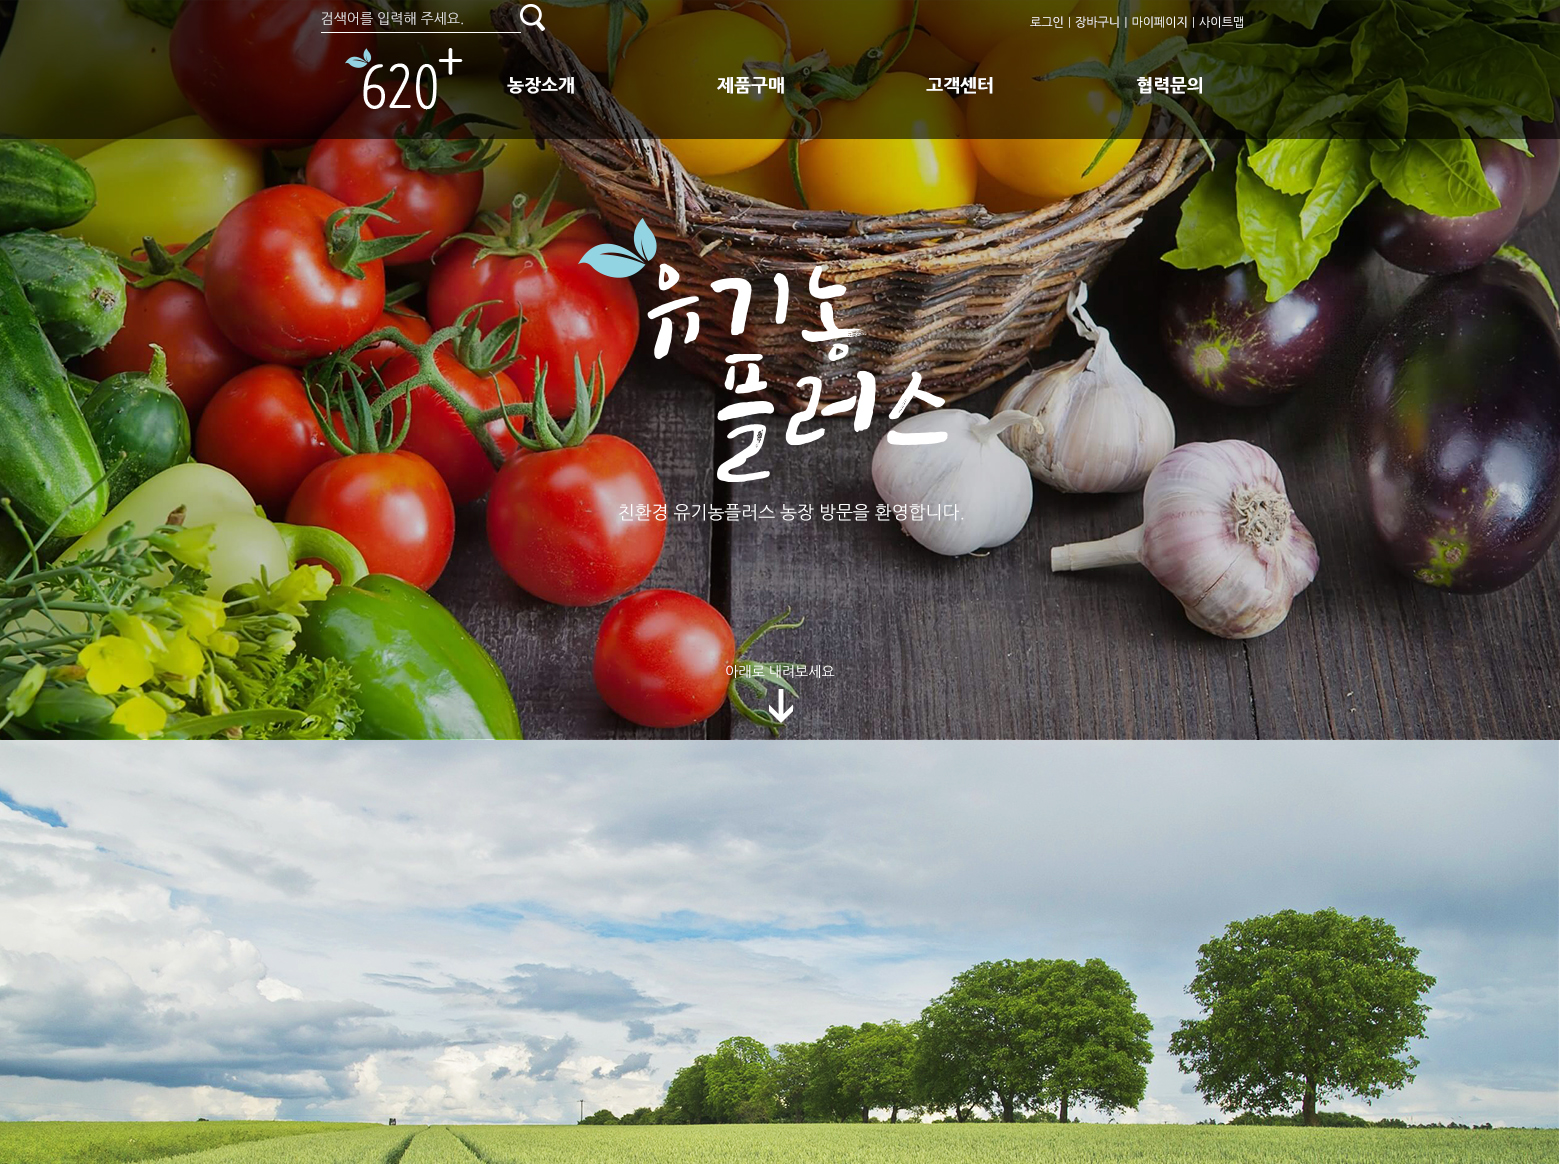 검색어를 입력해 주세요.
로그인 | 장바구니 | 마이페이지 | 사이트맵
620+
농장소개 제품구매 고객센터 협력문의
유기농
플러스
친환경 유기농플러스 농장 방문을 환영합니다.
아래로 내려보세요